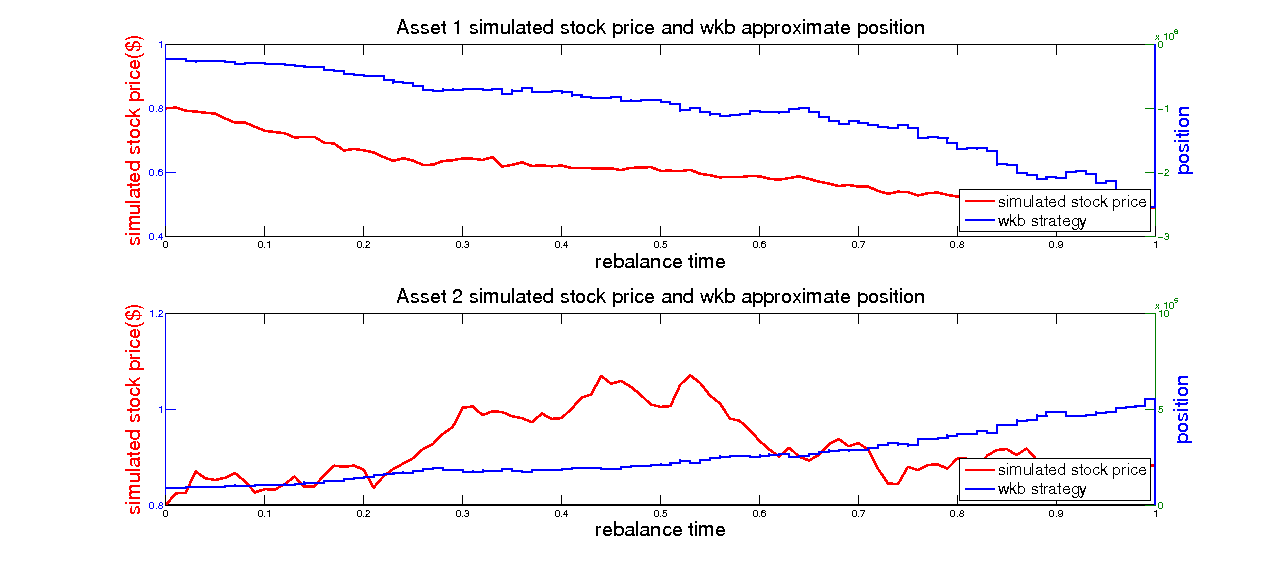 Asset 1 simulated stock price and wkb approximate position
simulated stock price($)
1
0.8
0.6
0.4
0
-1
-2
-3
position
simulated stock price
wkb strategy
0 0.1 0.2 0.3 0.4 0.5 0.6 0.7 0.8 0.9 1
rebalance time
Asset 2 simulated stock price and wkb approximate position
simulated stock price($)
1.2
1
0.8
10
5
0
position
simulated stock price
wkb strategy
0 0.1 0.2 0.3 0.4 0.5 0.6 0.7 0.8 0.9 1
rebalance time